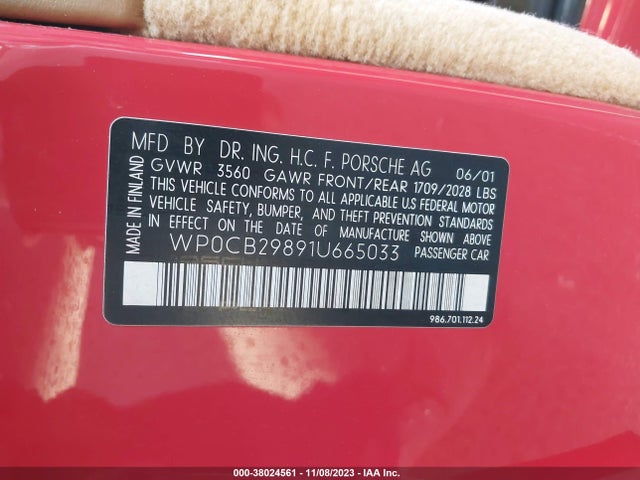 MFD BY DR. ING. H.C. F. PORSCHE AG 06/01
GVWR 3560 GAWR FRONT/REAR 1709/2028 LBS
THIS VEHICLE CONFORMS TO ALL APPLICABLE U.S. FEDERAL MOTOR
VEHICLE SAFETY, BUMPER, AND THEFT PREVENTION STANDARDS
IN EFFECT ON THE DATE OF MANUFACTURE SHOWN ABOVE.
WP0CB29891U665033 PASSENGER CAR
MADE IN FINLAND
986.701.112.24
000-38024561 - 11/08/2023 - IAA Inc.